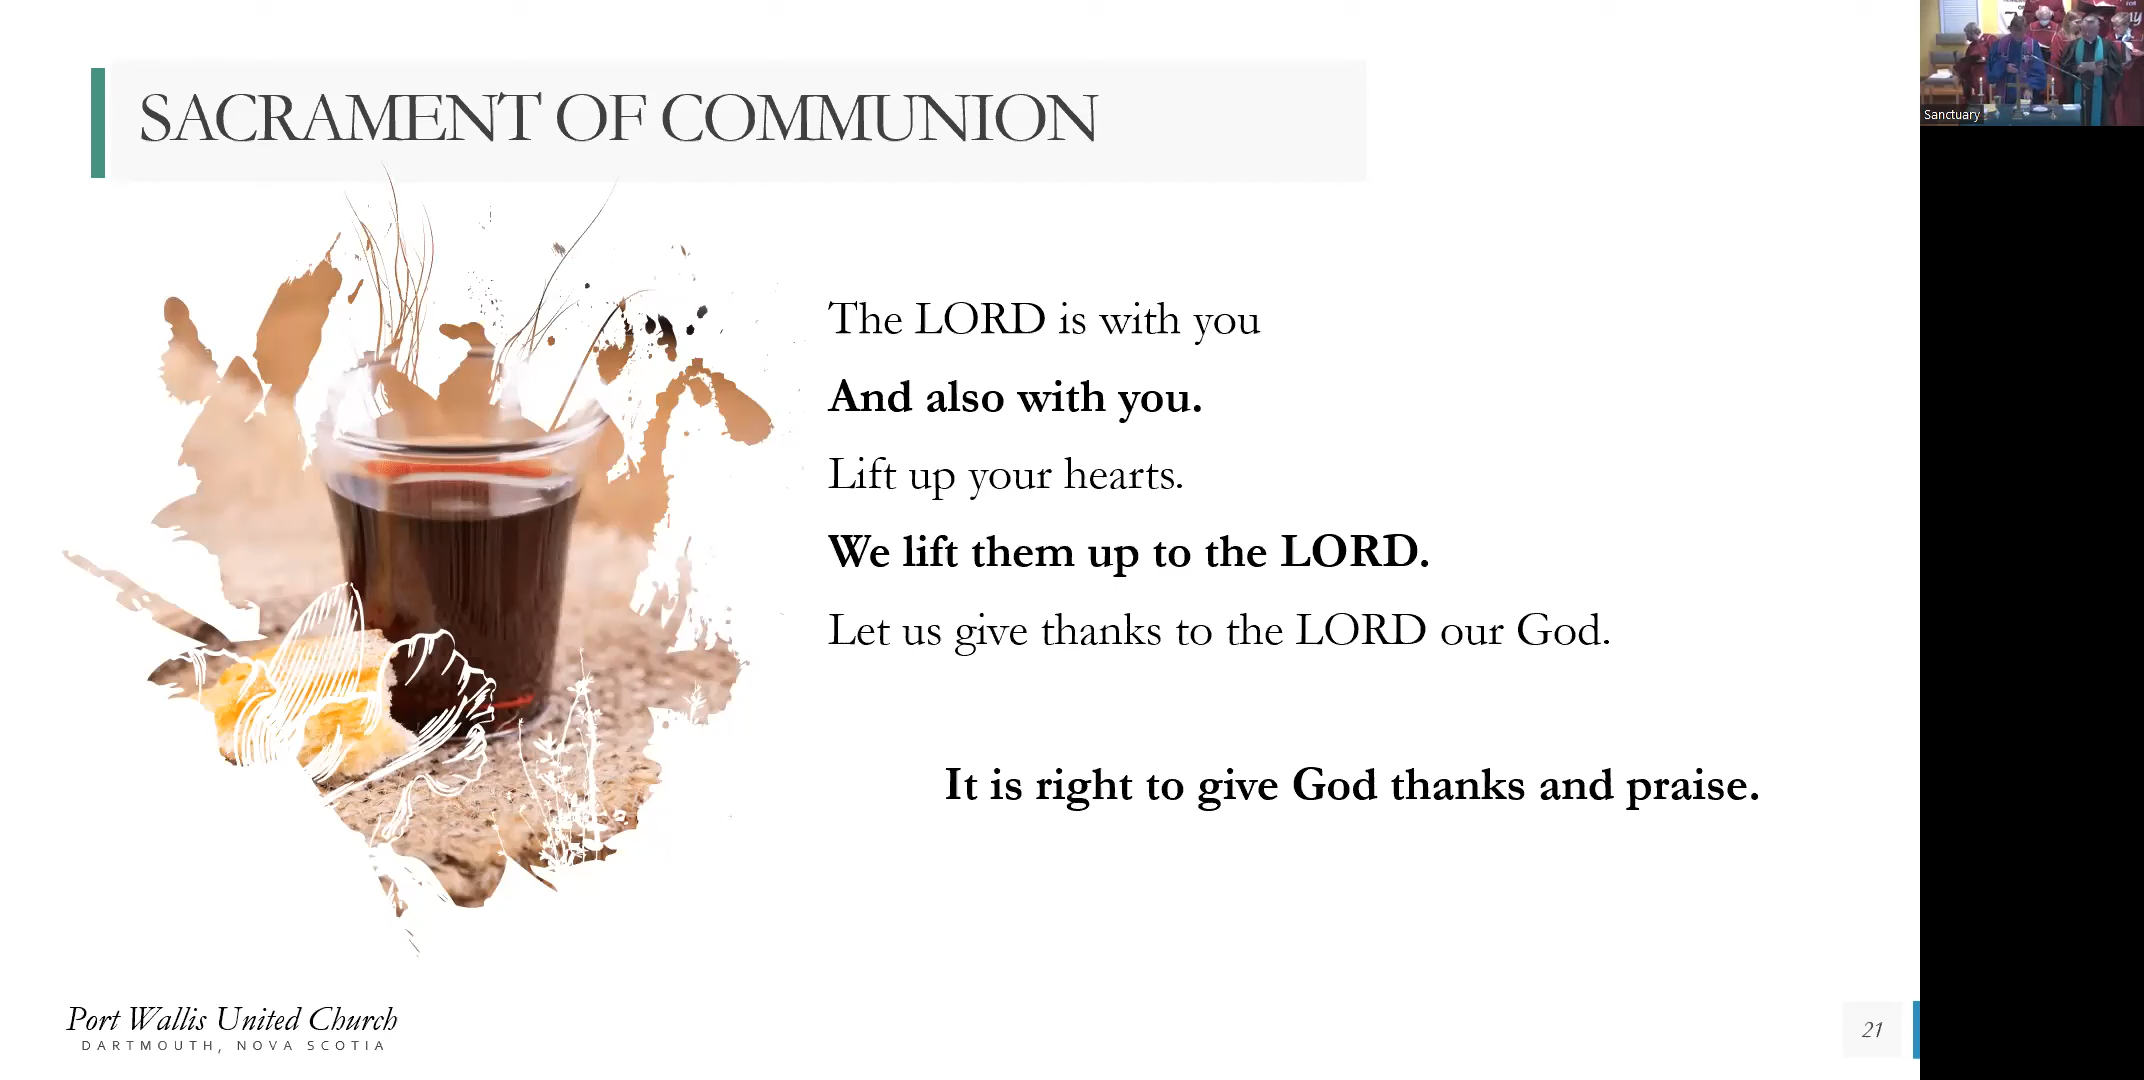 SACRAMENT OF COMMUNION
The LORD is with you
And also with you.
Lift up your hearts.
We lift them up to the LORD.
Let us give thanks to the LORD our God.
It is right to give God thanks and praise.
Port Wallis United Church
DARTMOUTH, NOVA SCOTIA
21
Sanctuary